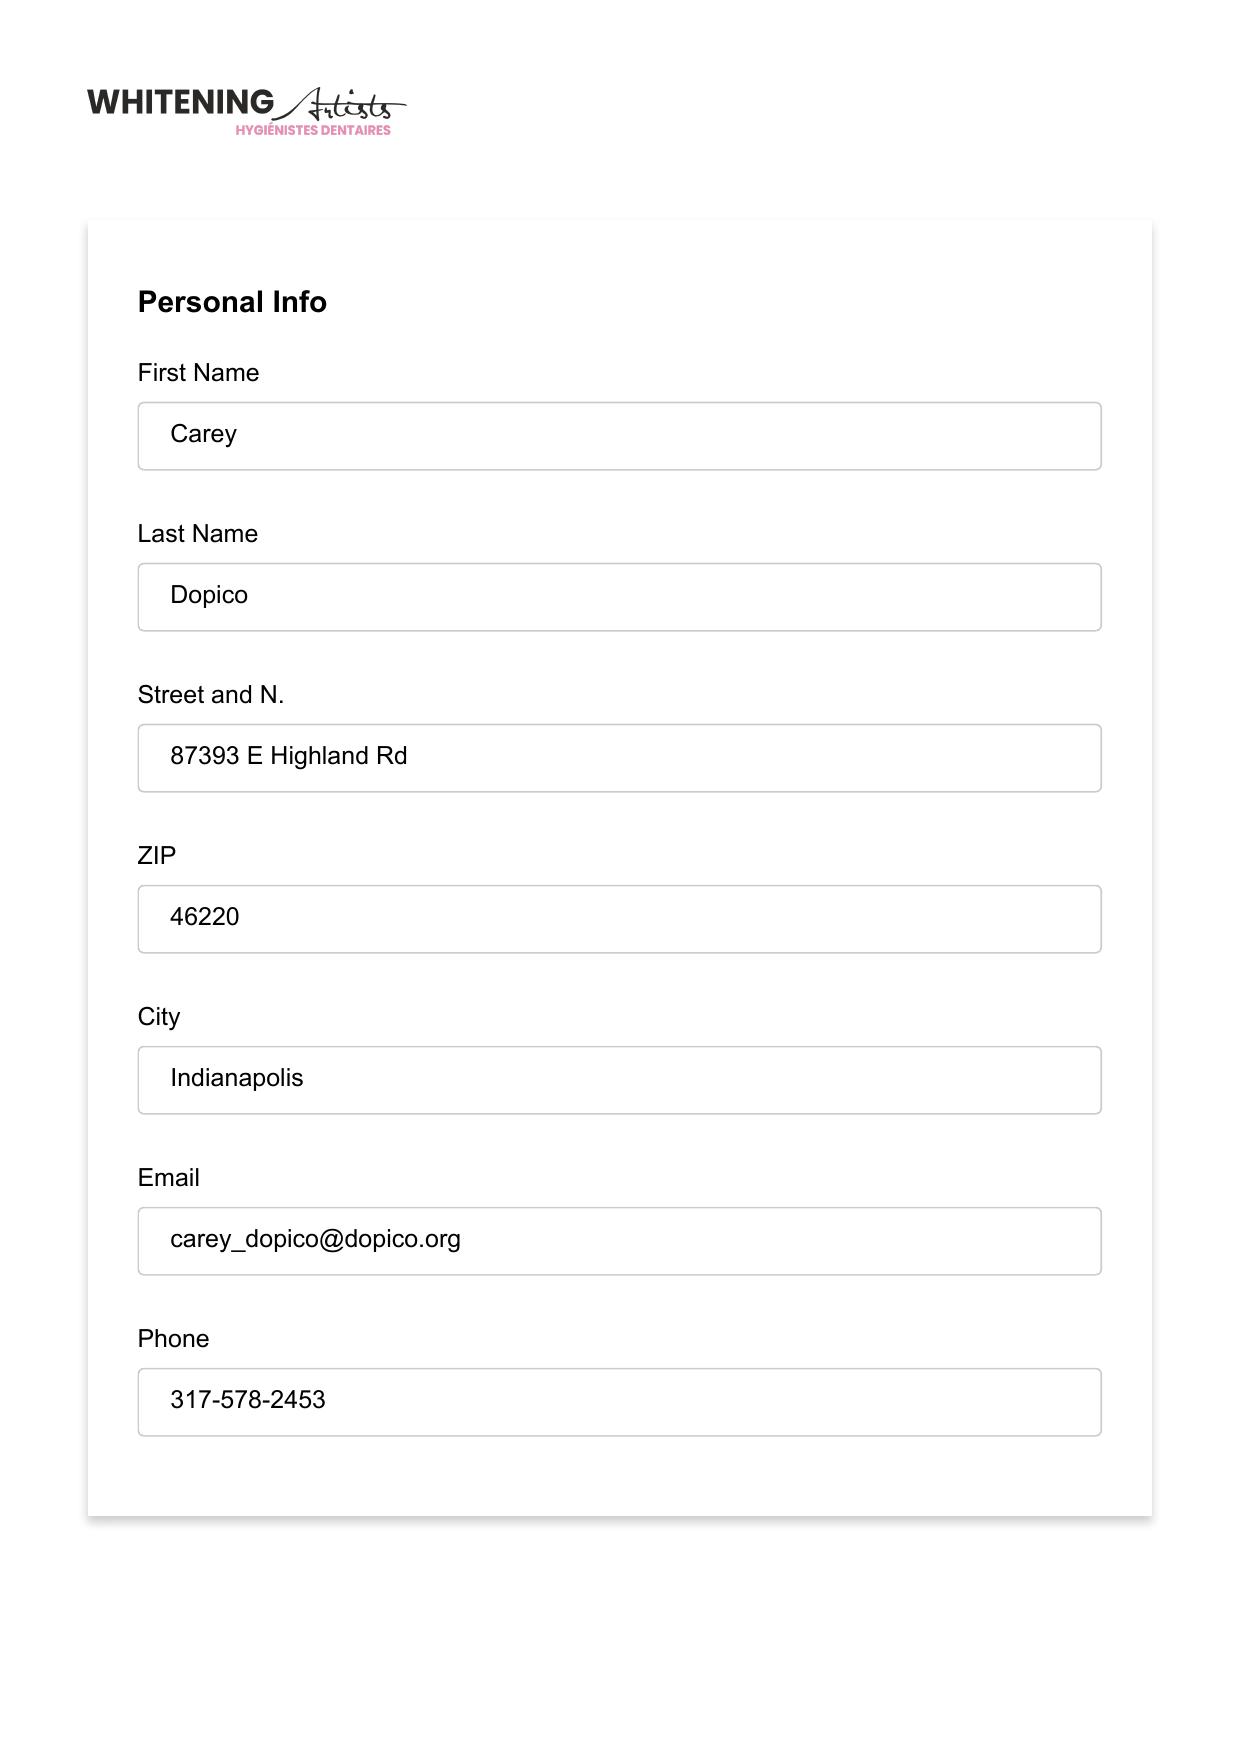 WHITENING Artists
HYGIÉNISTES DENTAIRES
Personal Info
First Name
Carey
Last Name
Dopico
Street and N.
87393 E Highland Rd
ZIP
46220
City
Indianapolis
Email
carey_dopico@dopico.org
Phone
317-578-2453